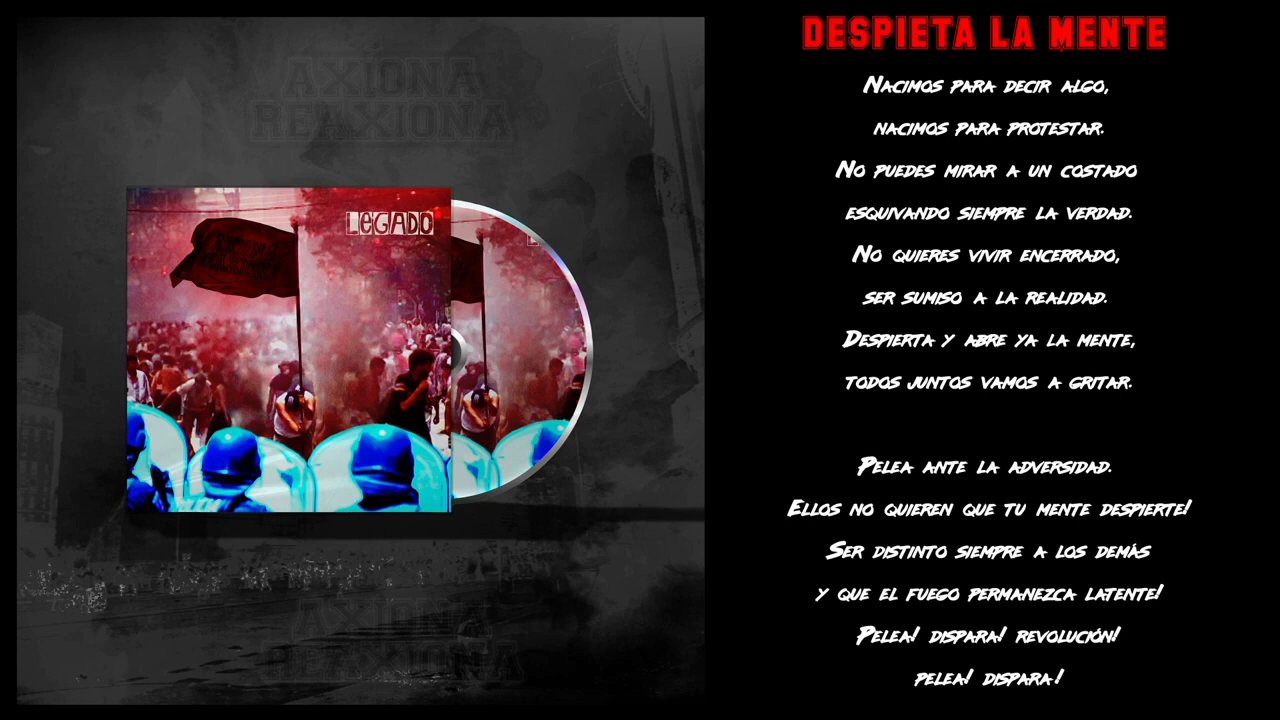 AXIONA
REAXIONA
LEGADO
AXIONA
REAXIONA
DESPIETA LA MENTE
Nacimos para decir algo,
nacimos para protestar.
No puedes mirar a un costado
esquivando siempre la verdad.
No quieres vivir encerrado,
ser sumiso a la realidad.
Despierta y abre ya la mente,
todos juntos vamos a gritar.
Pelea ante la adversidad.
Ellos no quieren que tu mente despierte!
Ser distinto siempre a los demás
y que el fuego permanezca latente!
Pelea! dispara! revolución!
pelea! dispara!